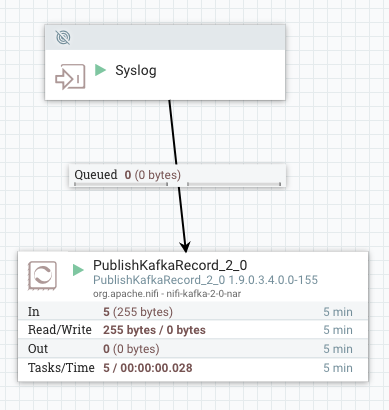 Syslog
Queued 0 (0 bytes)
PublishKafkaRecord_2_0
PublishKafkaRecord_2_0 1.9.0.3.4.0.0-155
org.apache.nifi - nifi-kafka-2-0-nar
In 5 (255 bytes) 5 min
Read/Write 255 bytes / 0 bytes 5 min
Out 0 (0 bytes) 5 min
Tasks/Time 5 / 00:00:00.028 5 min